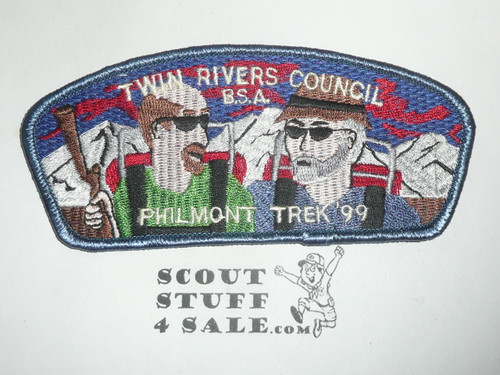 TWIN RIVERS COUNCIL
B.S.A.
PHILMONT TREK '99
SCOUT
STUFF
4 SALE.COM